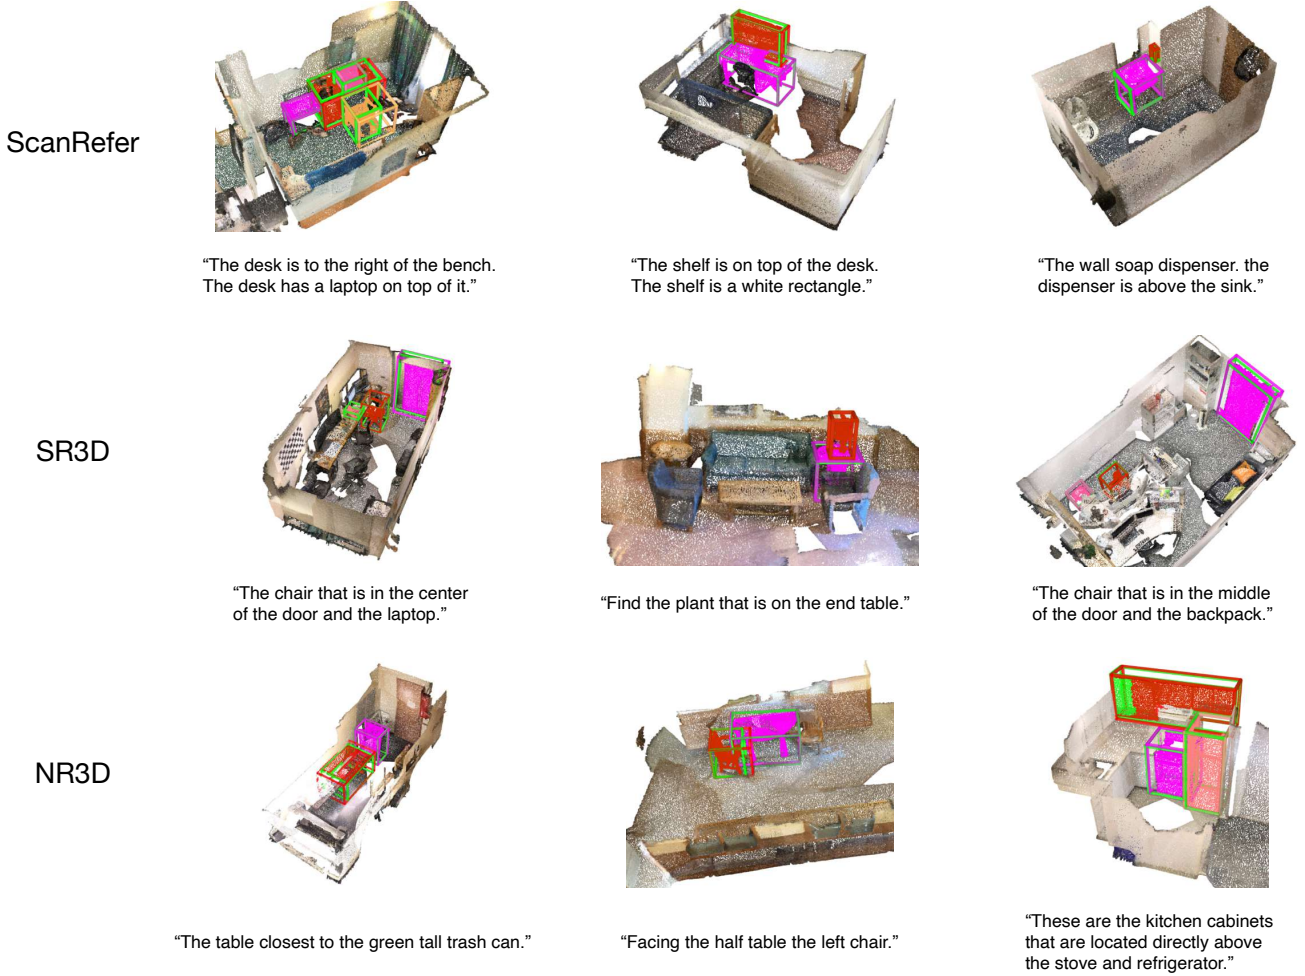 ScanRefer
“The desk is to the right of the bench.
The desk has a laptop on top of it.”
“The shelf is on top of the desk.
The shelf is a white rectangle.”
“The wall soap dispenser. the
dispenser is above the sink.”
SR3D
“The chair that is in the center
of the door and the laptop.”
“Find the plant that is on the end table.”
“The chair that is in the middle
of the door and the backpack.”
NR3D
“The table closest to the green tall trash can.”
“Facing the half table the left chair.”
“These are the kitchen cabinets
that are located directly above
the stove and refrigerator.”